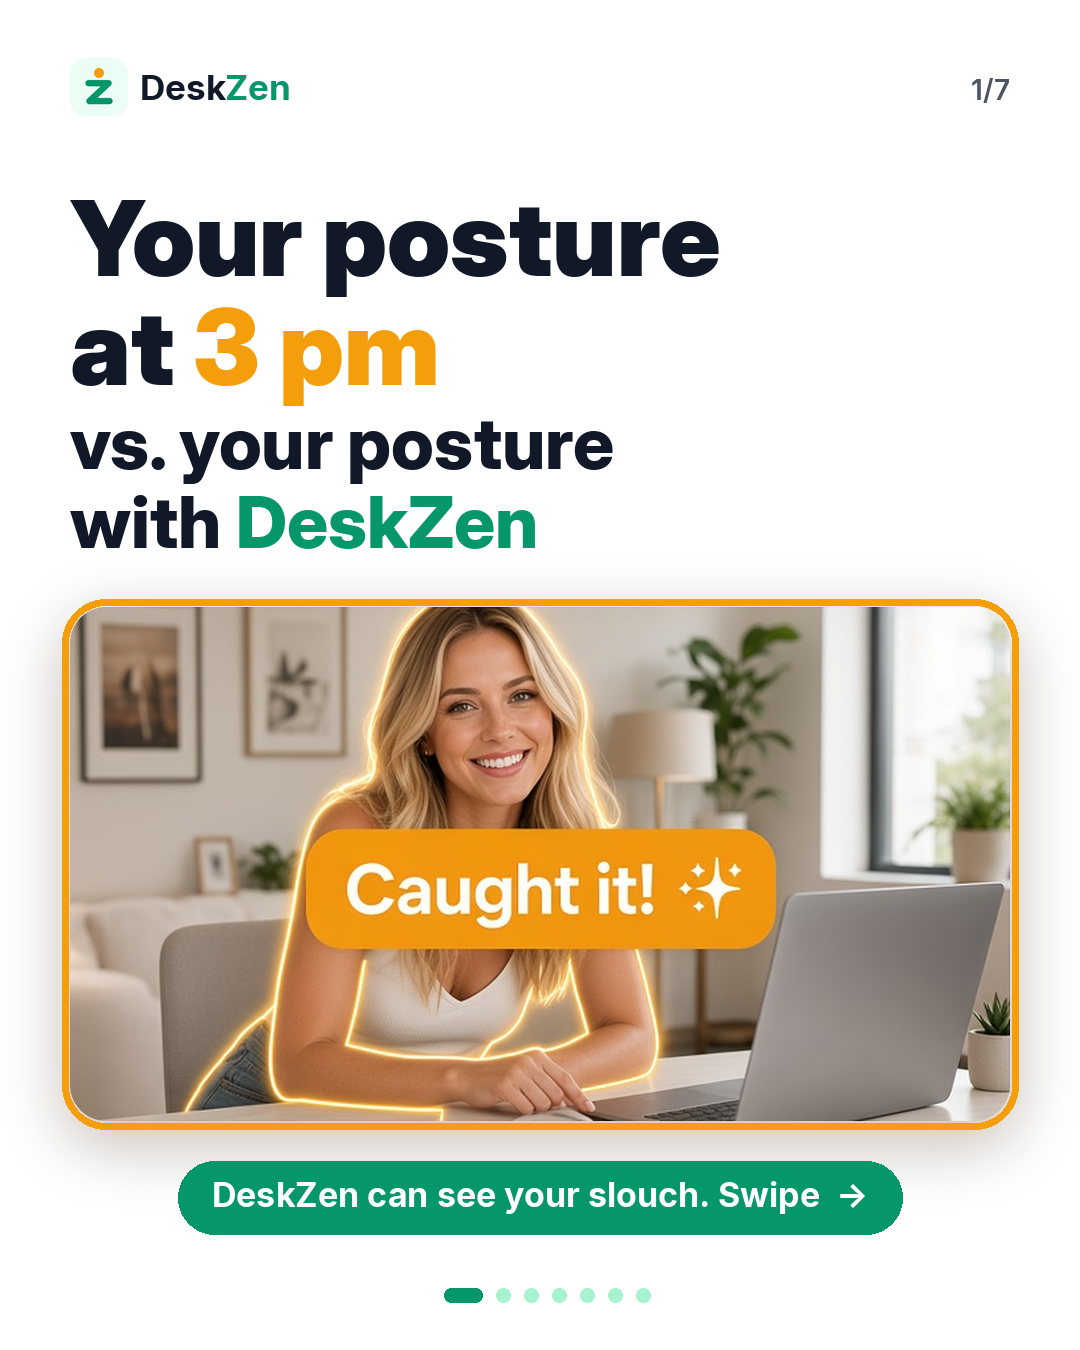 DeskZen
1/7
Your posture
at 3 pm
vs. your posture
with DeskZen
Caught it!
DeskZen can see your slouch. Swipe →